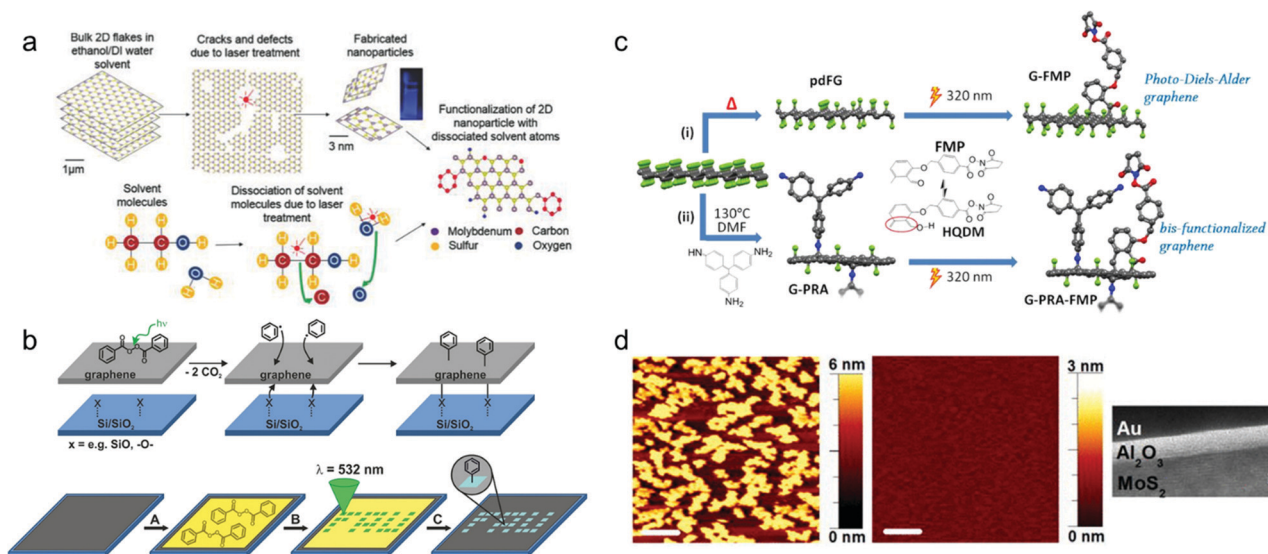 a
Bulk 2D flakes in
ethanol/DI water
solvent
Cracks and defects
due to laser treatment
Fabricated
nanoparticles
1μm
3 nm
Functionalization of 2D
nanoparticle with
dissociated solvent atoms
Solvent
molecules
Dissociation of solvent
molecules due to laser
treatment
H H
H C C O H
H H
O
H H
H H
H C C O H
H H
H
H
O
C
O
Molybdenum
Carbon
Sulfur
Oxygen
b
hν
O
O
O
O
graphene
- 2 CO2
graphene
graphene
X X
Si/SiO2
X X
Si/SiO2
X X
Si/SiO2
x = e.g. SiO, -O-
λ = 532 nm
A
B
C
c
(i)
Δ
pdFG
320 nm
G-FMP
Photo-Diels-Alder
graphene
FMP
HQDM
(ii)
130°C
DMF
HN
NH2
NH2
G-PRA
320 nm
G-PRA-FMP
bis-functionalized
graphene
d
6 nm
0 nm
3 nm
0 nm
Au
Al2O3
MoS2